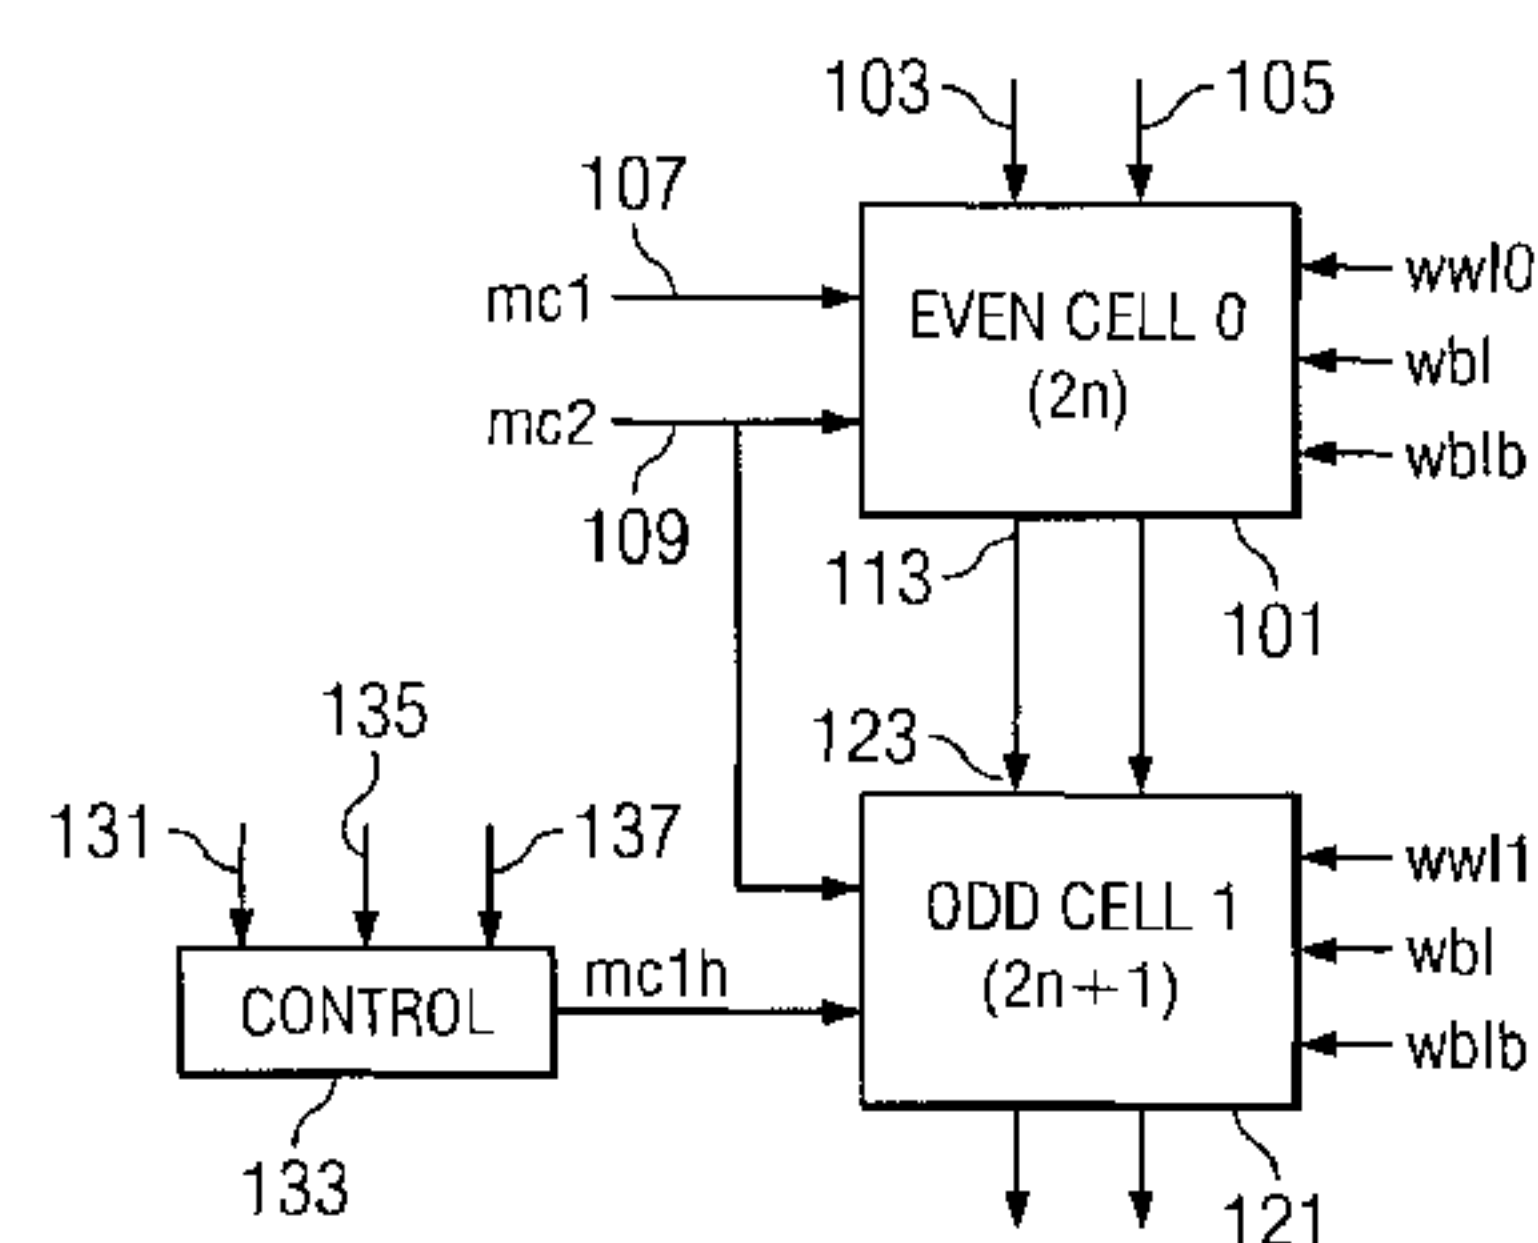 103
105
107
mc1
EVEN CELL 0
(2n)
wwl0
wbl
wblb
mc2
109
113
101
135
123
131
137
mc1h
CONTROL
133
ODD CELL 1
(2n+1)
wwl1
wbl
wblb
121